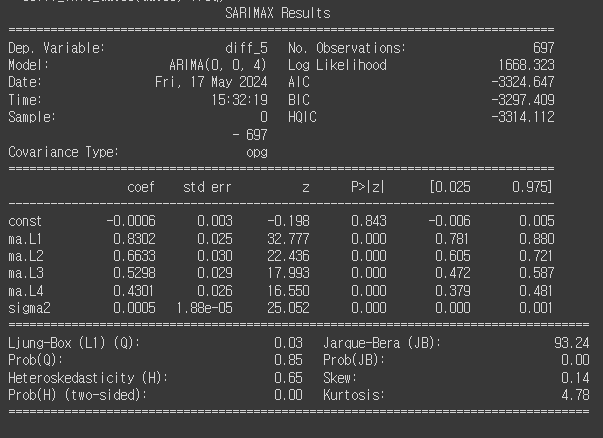 SARIMAX Results
==============================================================================
Dep. Variable: diff_5 No. Observations: 697
Model: ARIMA(0, 0, 4) Log Likelihood 1668.323
Date: Fri, 17 May 2024 AIC -3324.647
Time: 15:32:19 BIC -3297.409
Sample: 0 HQIC -3314.112
- 697
Covariance Type: opg
==============================================================================
coef std err z P>|z| [0.025 0.975]
------------------------------------------------------------------------------
const -0.0006 0.003 -0.198 0.843 -0.006 0.005
ma.L1 0.8302 0.025 32.777 0.000 0.781 0.880
ma.L2 0.6633 0.030 22.436 0.000 0.605 0.721
ma.L3 0.5298 0.029 17.993 0.000 0.472 0.587
ma.L4 0.4301 0.026 16.550 0.000 0.379 0.481
sigma2 0.0005 1.88e-05 25.052 0.000 0.000 0.001
===================================================================================
Ljung-Box (L1) (Q): 0.03 Jarque-Bera (JB): 93.24
Prob(Q): 0.85 Prob(JB): 0.00
Heteroskedasticity (H): 0.65 Skew: 0.14
Prob(H) (two-sided): 0.00 Kurtosis: 4.78
===================================================================================